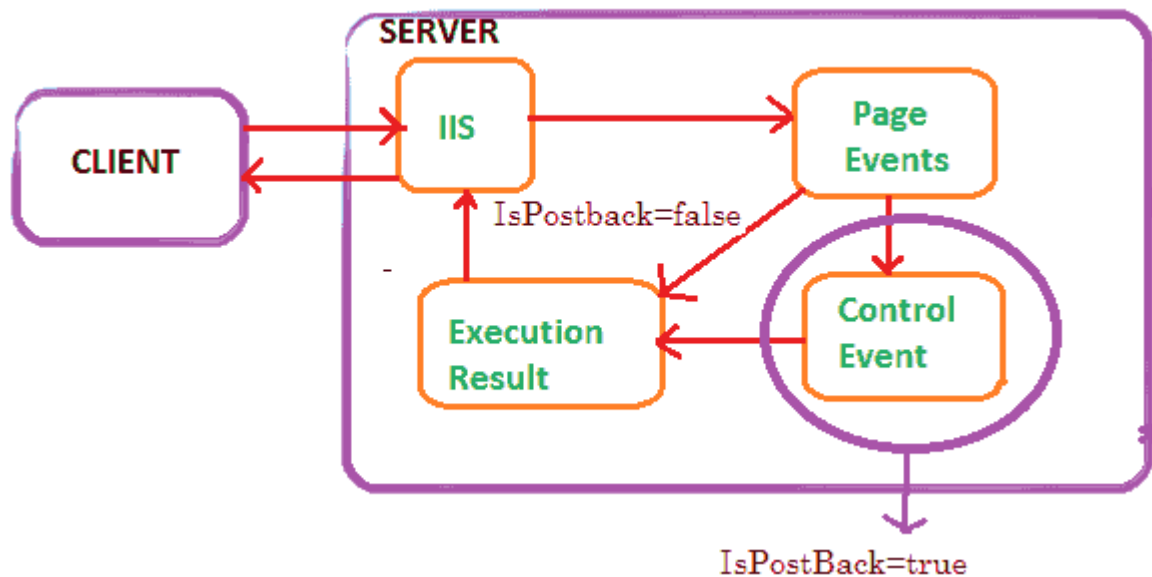 SERVER
CLIENT
IIS
Page
Events
IsPostback=false
-
Execution
Result
Control
Event
IsPostBack=true